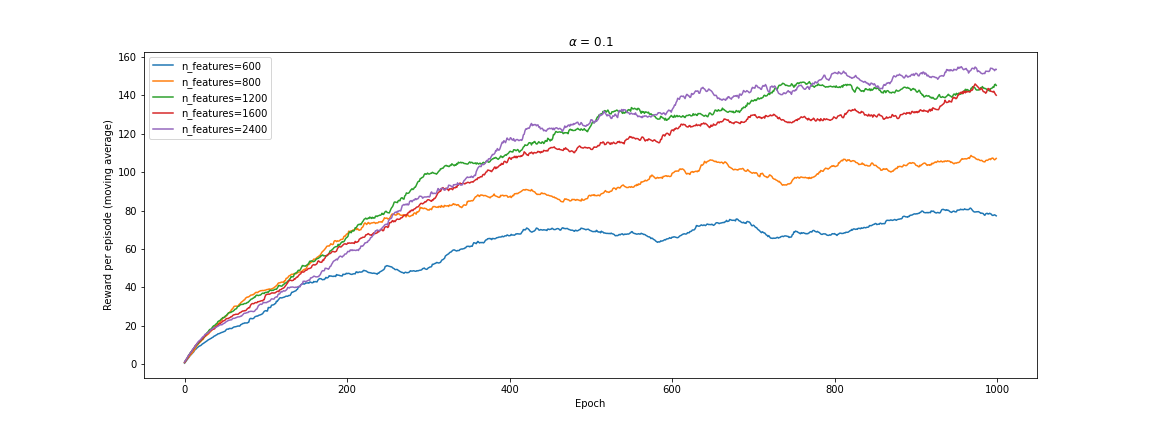 α = 0.1
160
140
120
100
80
60
40
20
0
Reward per episode (moving average)
n_features=600
n_features=800
n_features=1200
n_features=1600
n_features=2400
0 200 400 600 800 1000
Epoch